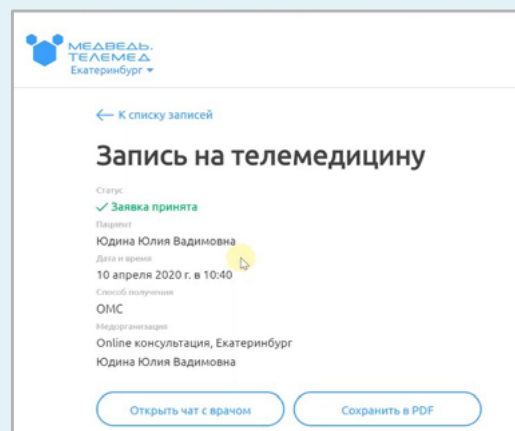 МЕДВЕДЬ.
ТЕЛЕМЕД
Екатеринбург
К списку записей
Запись на телемедицину
Статус
Заявка принята
Пациент
Юдина Юлия Вадимовна
Дата и время
10 апреля 2020 г. в 10:40
Способ получения
ОМС
Медорганизация
Online консультация, Екатеринбург
Юдина Юлия Вадимовна
Открыть чат с врачом
Сохранить в PDF